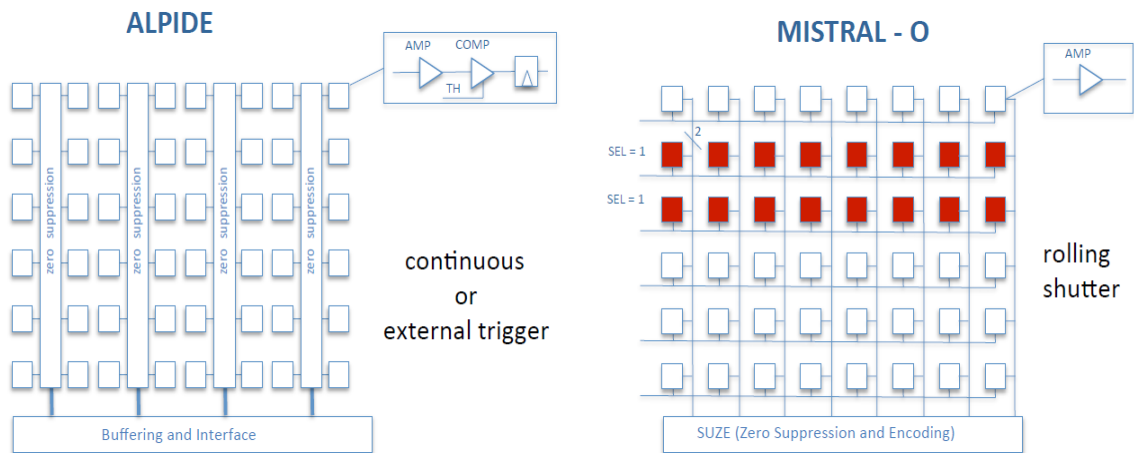 ALPIDE
AMP
COMP
TH
zero suppression
zero suppression
zero suppression
zero suppression
continuous
or
external trigger
Buffering and Interface
MISTRAL - O
AMP
2
SEL = 1
SEL = 1
rolling
shutter
SUZE (Zero Suppression and Encoding)